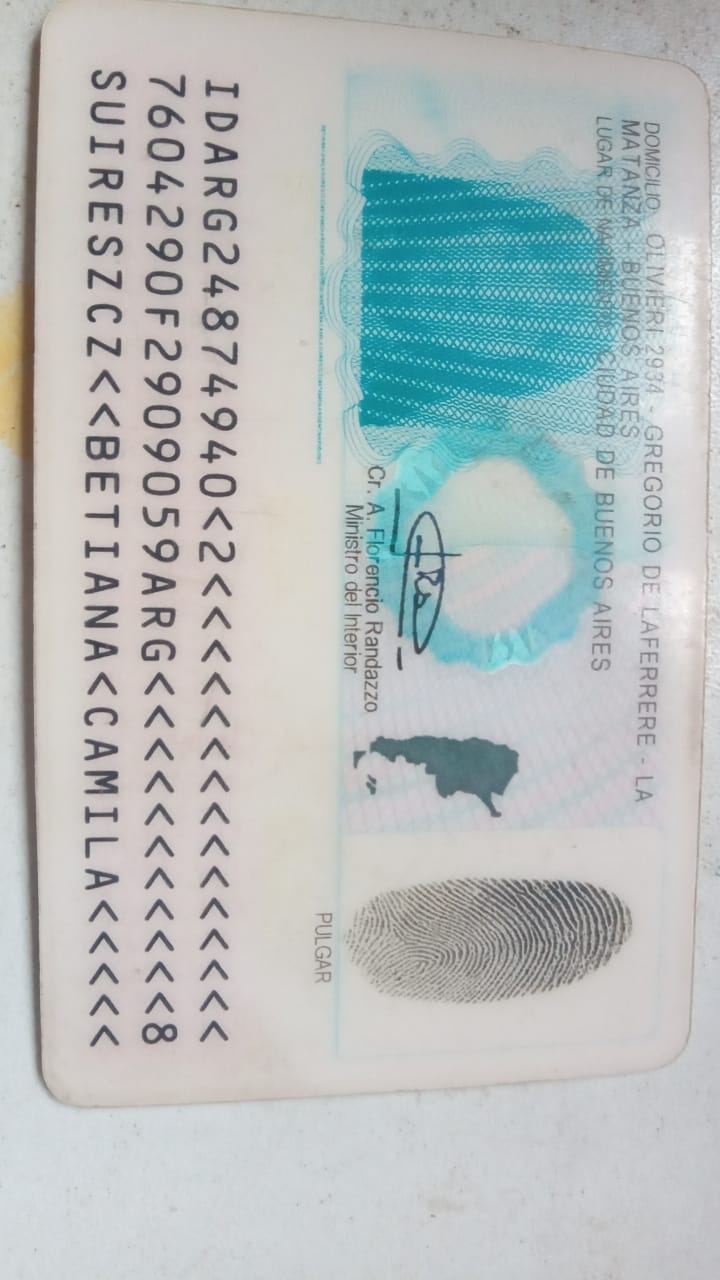 DOMICILIO: OLIVIERI 2934 - GREGORIO DE LAFERRERE - LA
MATANZA - BUENOS AIRES
LUGAR DE NACIMIENTO: CIUDAD DE BUENOS AIRES
Cr. A. Florencio Randazzo
Ministro del Interior
PULGAR
IDARG24874940<2<<<<<<<<<<<<<<<
7604290F2909059ARG<<<<<<<<<<<8
SUIRESZCZ<<BETIANA<CAMILA<<<<<